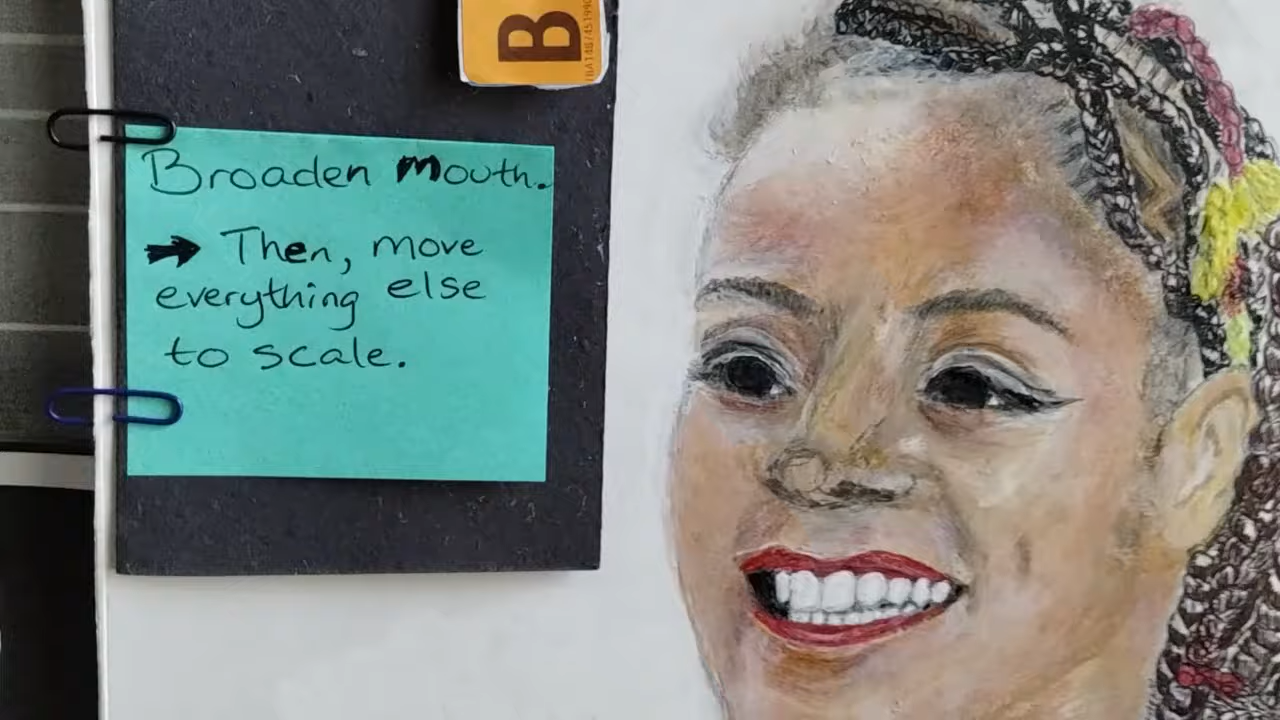 B
Broaden mouth.
→ Then, move
everything else
to scale.